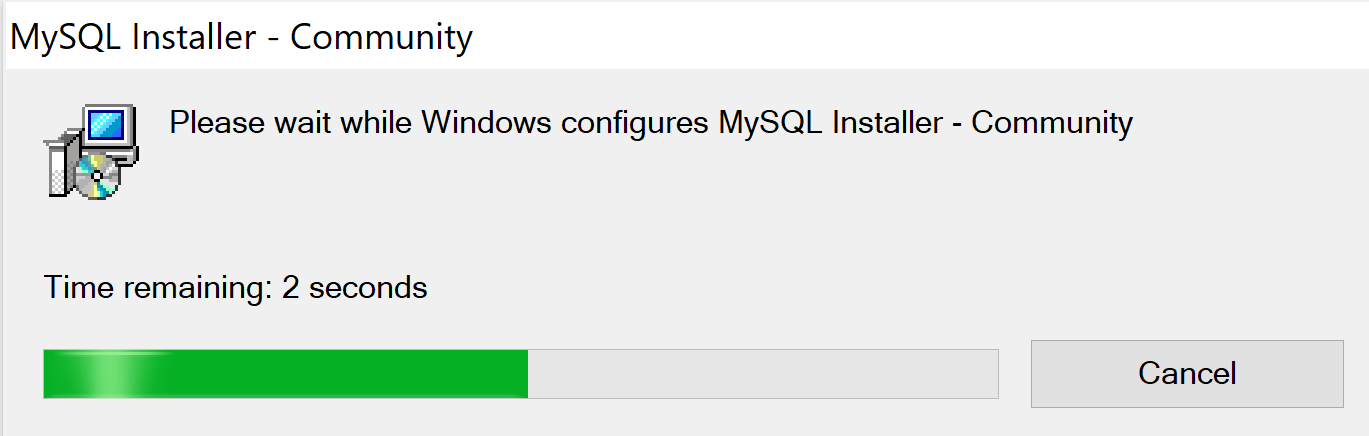 MySQL Installer - Community
Please wait while Windows configures MySQL Installer - Community
Time remaining: 2 seconds
Cancel